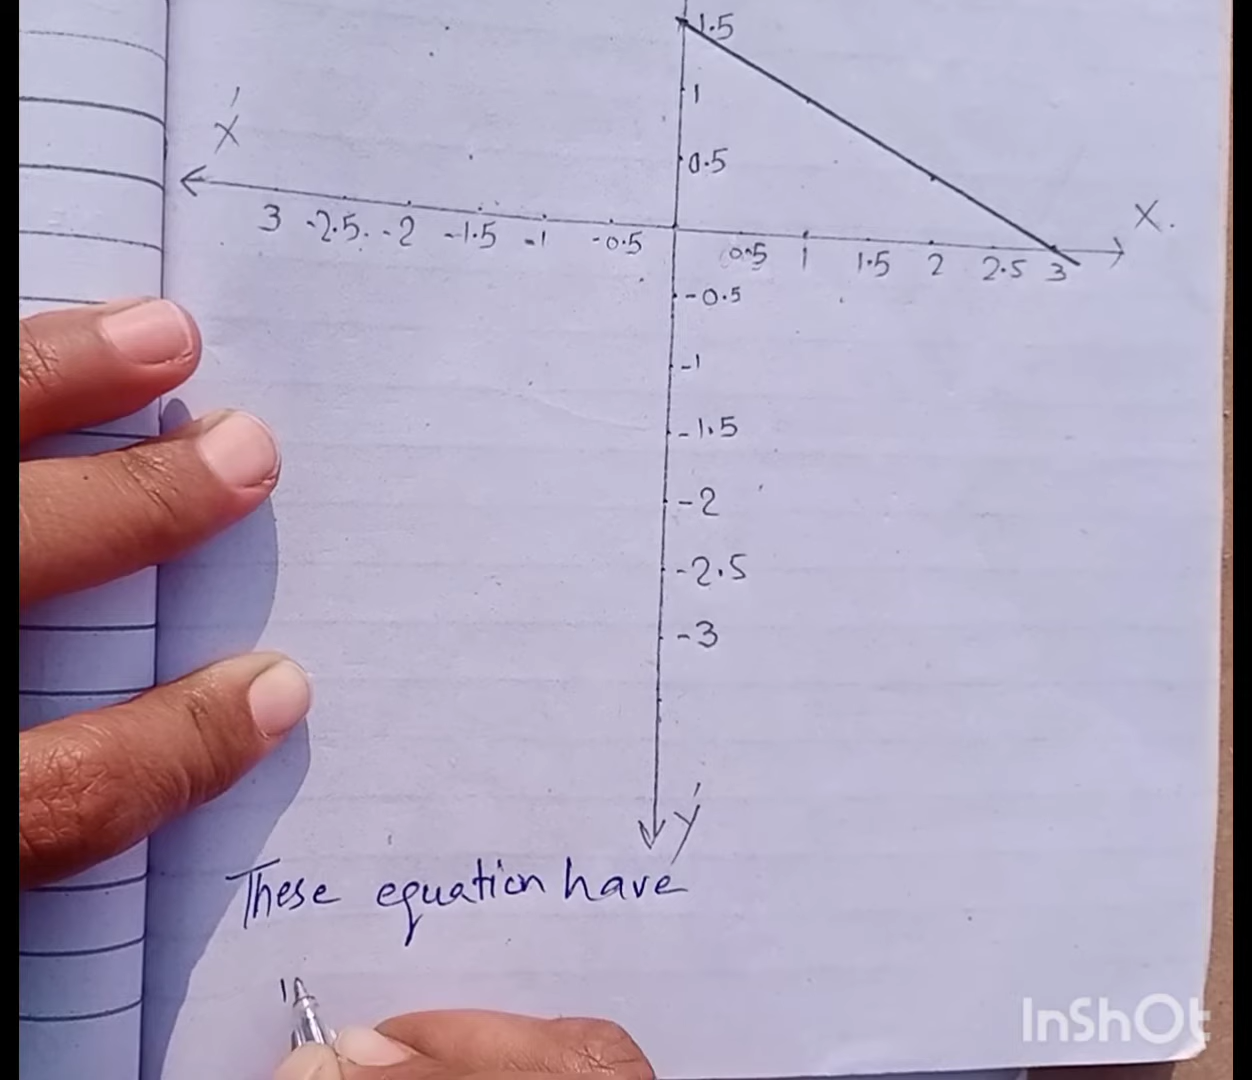 1.5
1
0.5
X'
X.
3 -2.5. -2 -1.5 -1 -0.5 0.5 1 1.5 2 2.5 3
-0.5
-1
-1.5
-2
-2.5
-3
y'
These equation have
InShOt